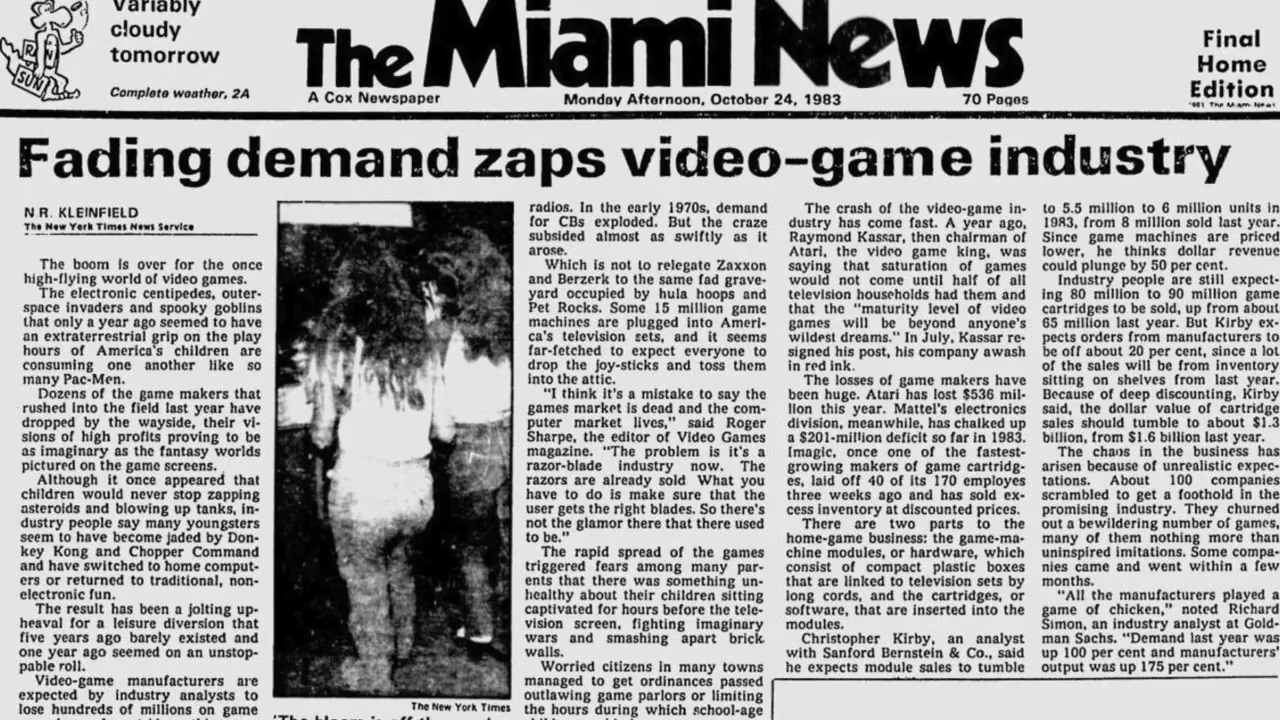 Variably
cloudy
tomorrow
Complete weather, 2A
SUN
The Miami News
A Cox Newspaper
Monday Afternoon, October 24, 1983
70 Pages
Final
Home
Edition
Fading demand zaps video-game industry
N.R. KLEINFIELD
The New York Times News Service
The boom is over for the once
high-flying world of video games.
The electronic centipedes, outer-
space invaders and spooky goblins
that only a year ago seemed to have
an extraterrestrial grip on the play
hours of America's children are
consuming one another like so
many Pac-Men.
Dozens of the game makers that
rushed into the field last year have
dropped by the wayside, their vi-
sions of high profits proving to be
as imaginary as the fantasy worlds
pictured on the game screens.
Although it once appeared that
children would never stop zapping
asteroids and blowing up tanks, in-
dustry people say many youngsters
seem to have become jaded by Don-
key Kong and Chopper Command
and have switched to home comput-
ers or returned to traditional, non-
electronic fun.
The result has been a jolting up-
heaval for a leisure diversion that
five years ago barely existed and
one year ago seemed on an unstop-
pable roll.
Video-game manufacturers are
expected by industry analysts to
lose hundreds of millions on game
The New York Times
'The bloom is off the
radios. In the early 1970s, demand
for CBs exploded. But the craze
subsided almost as swiftly as it
arose.
Which is not to relegate Zaxxon
and Berzerk to the same fad grave-
yard occupied by hula hoops and
Pet Rocks. Some 15 million game
machines are plugged into Ameri-
ca's television sets, and it seems
far-fetched to expect everyone to
drop the joy-sticks and toss them
into the attic.
"I think it's a mistake to say the
games market is dead and the com-
puter market lives," said Roger
Sharpe, the editor of Video Games
magazine. "The problem is it's a
razor-blade industry now. The
razors are already sold What you
have to do is make sure that the
user gets the right blades. So there's
not the glamor there that there used
to be."
The rapid spread of the games
triggered fears among many par-
ents that there was something un-
healthy about their children sitting
captivated for hours before the tele-
vision screen, fighting imaginary
wars and smashing apart brick
walls.
Worried citizens in many towns
managed to get ordinances passed
outlawing game parlors or limiting
the hours during which school-age
The crash of the video-game in-
dustry has come fast. A year ago,
Raymond Kassar, then chairman of
Atari, the video game king, was
saying that saturation of games
would not come until half of all
television households had them and
that the "maturity level of video
games will be beyond anyone's
wildest dreams." In July, Kassar re-
signed his post, his company awash
in red ink.
The losses of game makers have
been huge. Atari has lost $536 mil-
lion this year. Mattel's electronics
division, meanwhile, has chalked up
a $201-million deficit so far in 1983.
Imagic, once one of the fastest-
growing makers of game cartridg-
es, laid off 40 of its 170 employes
three weeks ago and has sold ex-
cess inventory at discounted prices.
There are two parts to the
home-game business: the game-ma-
chine modules, or hardware, which
consist of compact plastic boxes
that are linked to television sets by
long cords, and the cartridges, or
software, that are inserted into the
modules.
Christopher Kirby, an analyst
with Sanford Bernstein & Co., said
he expects module sales to tumble
to 5.5 million to 6 million units in
1983, from 8 million sold last year.
Since game machines are priced
lower, he thinks dollar revenue
could plunge by 50 per cent.
Industry people are still expect-
ing 80 million to 90 million game
cartridges to be sold, up from about
65 million last year. But Kirby ex-
pects orders from manufacturers to
be off about 20 per cent, since a lot
of the sales will be from inventory
sitting on shelves from last year.
Because of deep discounting, Kirby
said, the dollar value of cartridge
sales should tumble to about $1.3
billion, from $1.6 billion last year.
The chaos in the business has
arisen because of unrealistic expec-
tations. About 100 companies
scrambled to get a foothold in the
promising industry. They churned
out a bewildering number of games,
many of them nothing more than
uninspired imitations. Some compa-
nies came and went within a few
months.
"All the manufacturers played a
game of chicken," noted Richard
Simon, an industry analyst at Gold-
man Sachs. "Demand last year was
up 100 per cent and manufacturers'
output was up 175 per cent."